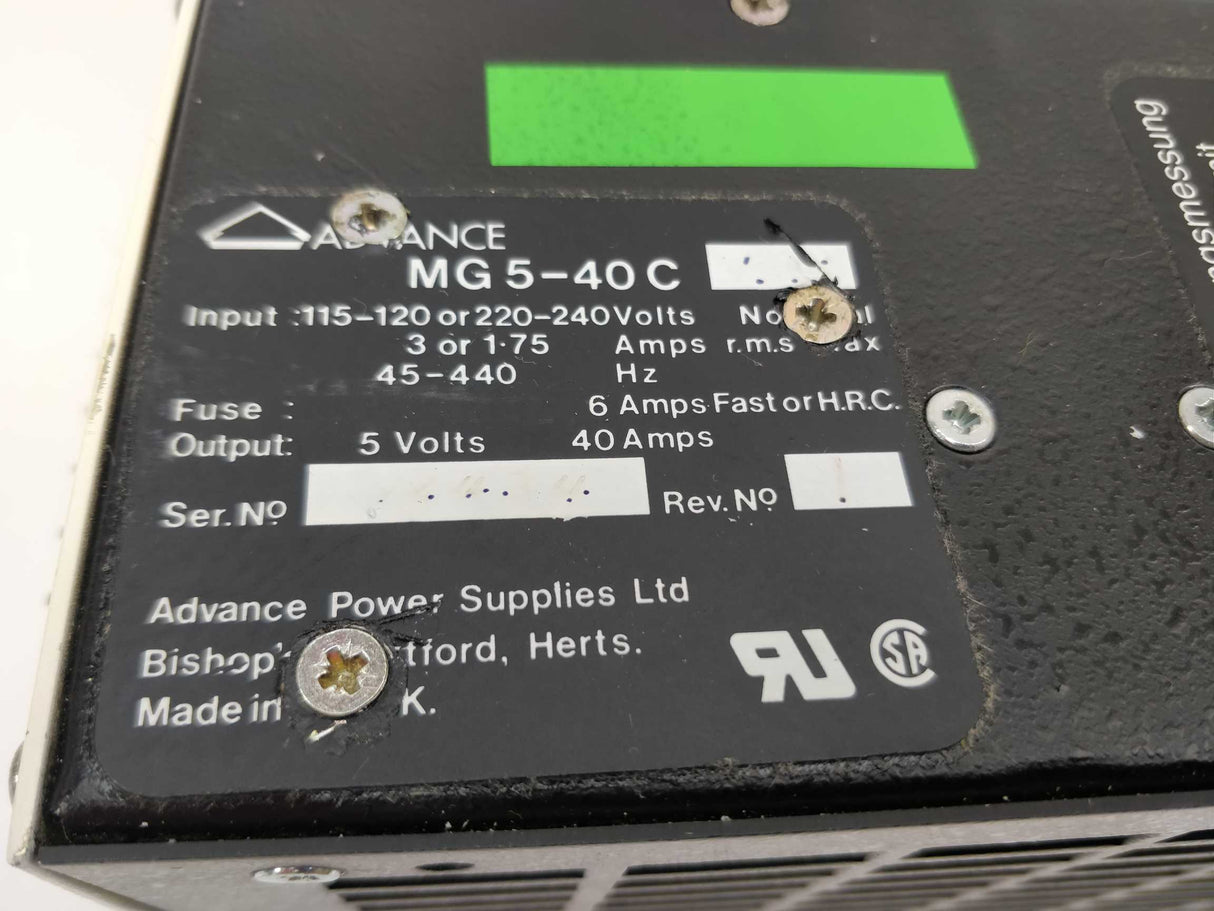 ADVANCE
MG 5-40 C
Input :115-120 or 220-240 Volts
3 or 1·75 Amps r.m.s
45-440 Hz
Fuse : 6 Amps Fast or H.R.C.
Output: 5 Volts 40 Amps
Ser. Nº Rev. Nº
Advance Power Supplies Ltd
Herts.
Made in
RU
SA